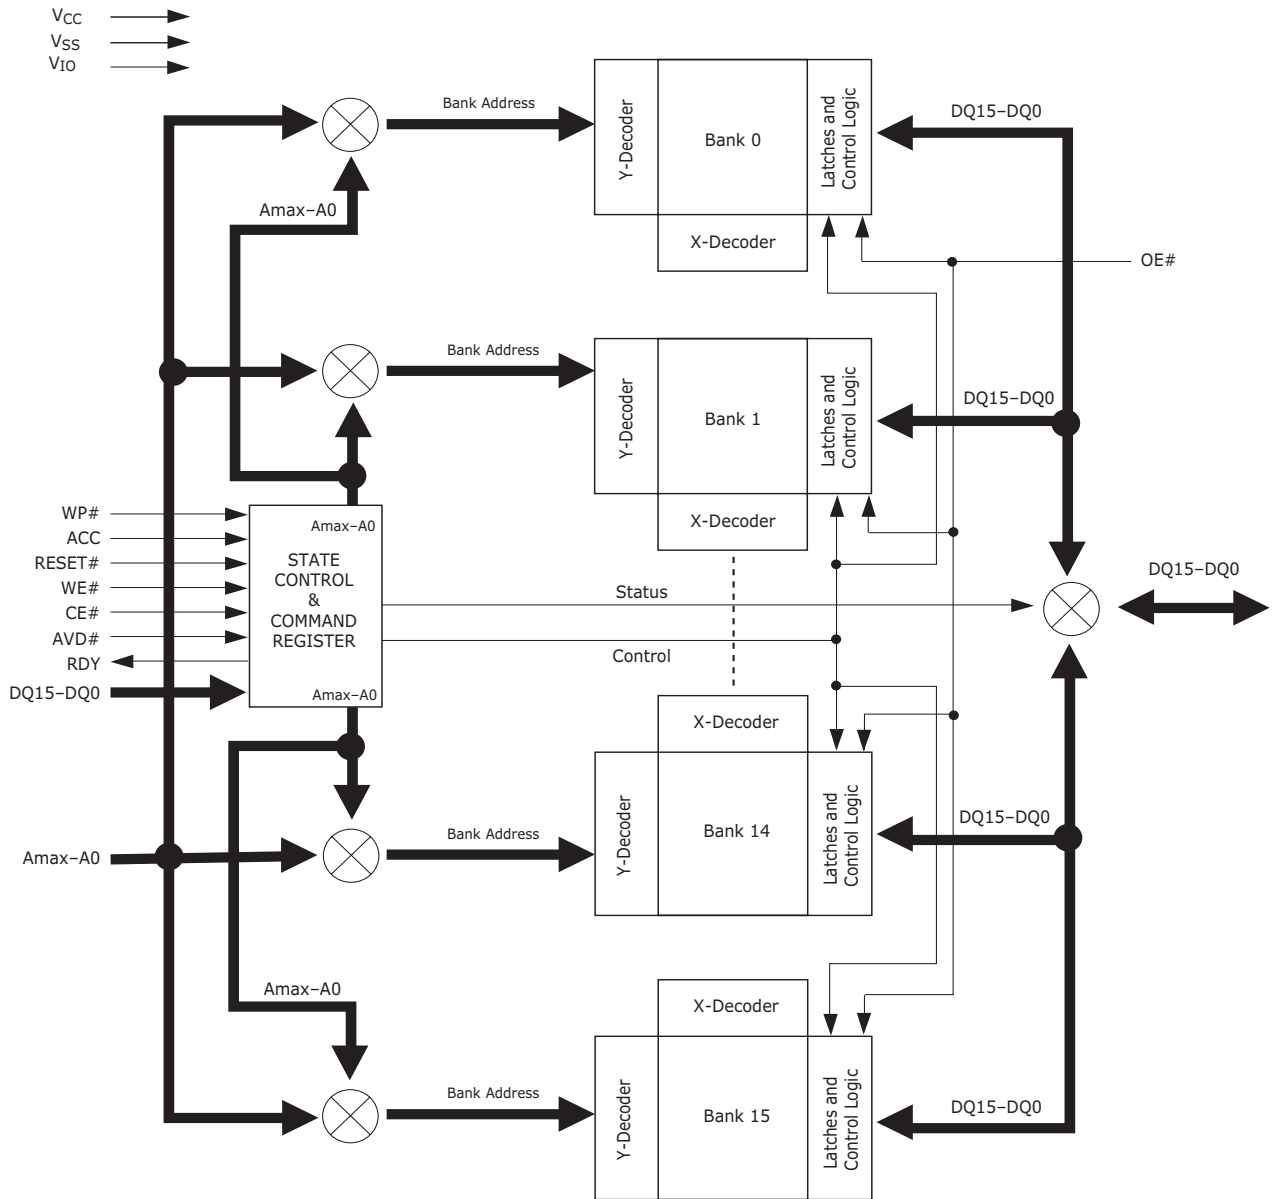 VCC
VSS
VIO
Bank Address
Y-Decoder
Bank 0
Latches and
Control Logic
DQ15–DQ0
X-Decoder
Amax–A0
OE#
Bank Address
Y-Decoder
Bank 1
Latches and
Control Logic
DQ15–DQ0
X-Decoder
WP#
ACC
RESET#
WE#
CE#
AVD#
RDY
DQ15–DQ0
Amax–A0
STATE
CONTROL
&
COMMAND
REGISTER
Amax–A0
Status
Control
DQ15–DQ0
X-Decoder
Bank Address
Y-Decoder
Bank 14
Latches and
Control Logic
DQ15–DQ0
Amax–A0
Amax–A0
X-Decoder
Bank Address
Y-Decoder
Bank 15
Latches and
Control Logic
DQ15–DQ0